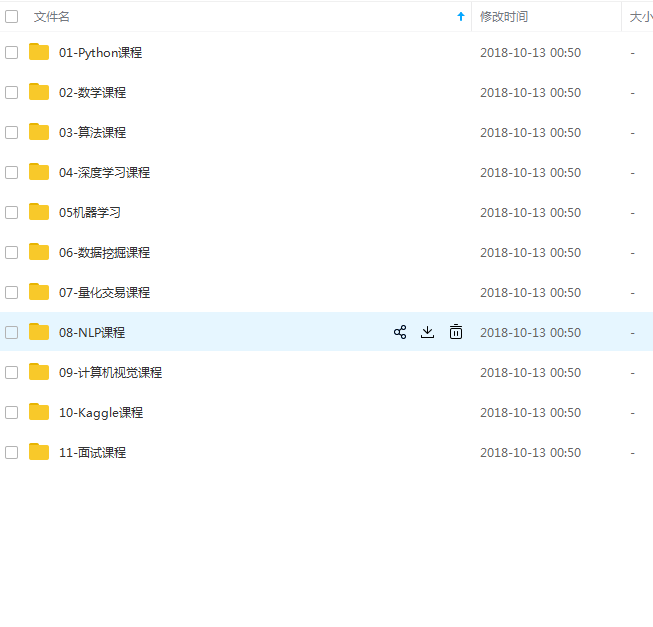 文件名 修改时间 大小
01-Python课程 2018-10-13 00:50 -
02-数学课程 2018-10-13 00:50 -
03-算法课程 2018-10-13 00:50 -
04-深度学习课程 2018-10-13 00:50 -
05机器学习 2018-10-13 00:50 -
06-数据挖掘课程 2018-10-13 00:50 -
07-量化交易课程 2018-10-13 00:50 -
08-NLP课程 2018-10-13 00:50 -
09-计算机视觉课程 2018-10-13 00:50 -
10-Kaggle课程 2018-10-13 00:50 -
11-面试课程 2018-10-13 00:50 -